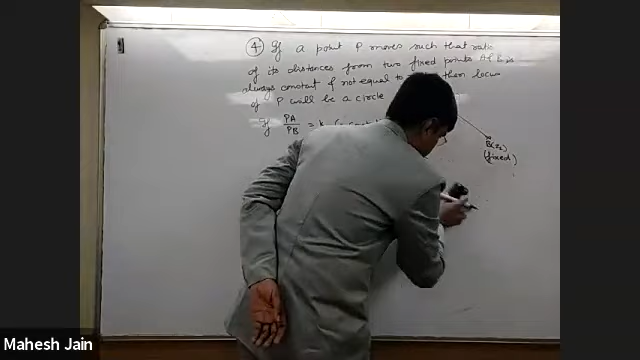 ④ If a point P moves such that ratio
of its distances from two fixed points A & B is
always constant & not equal to then locus
of P will be a circle
If PA/PB = k
B(z₂)
(fixed)
Mahesh Jain